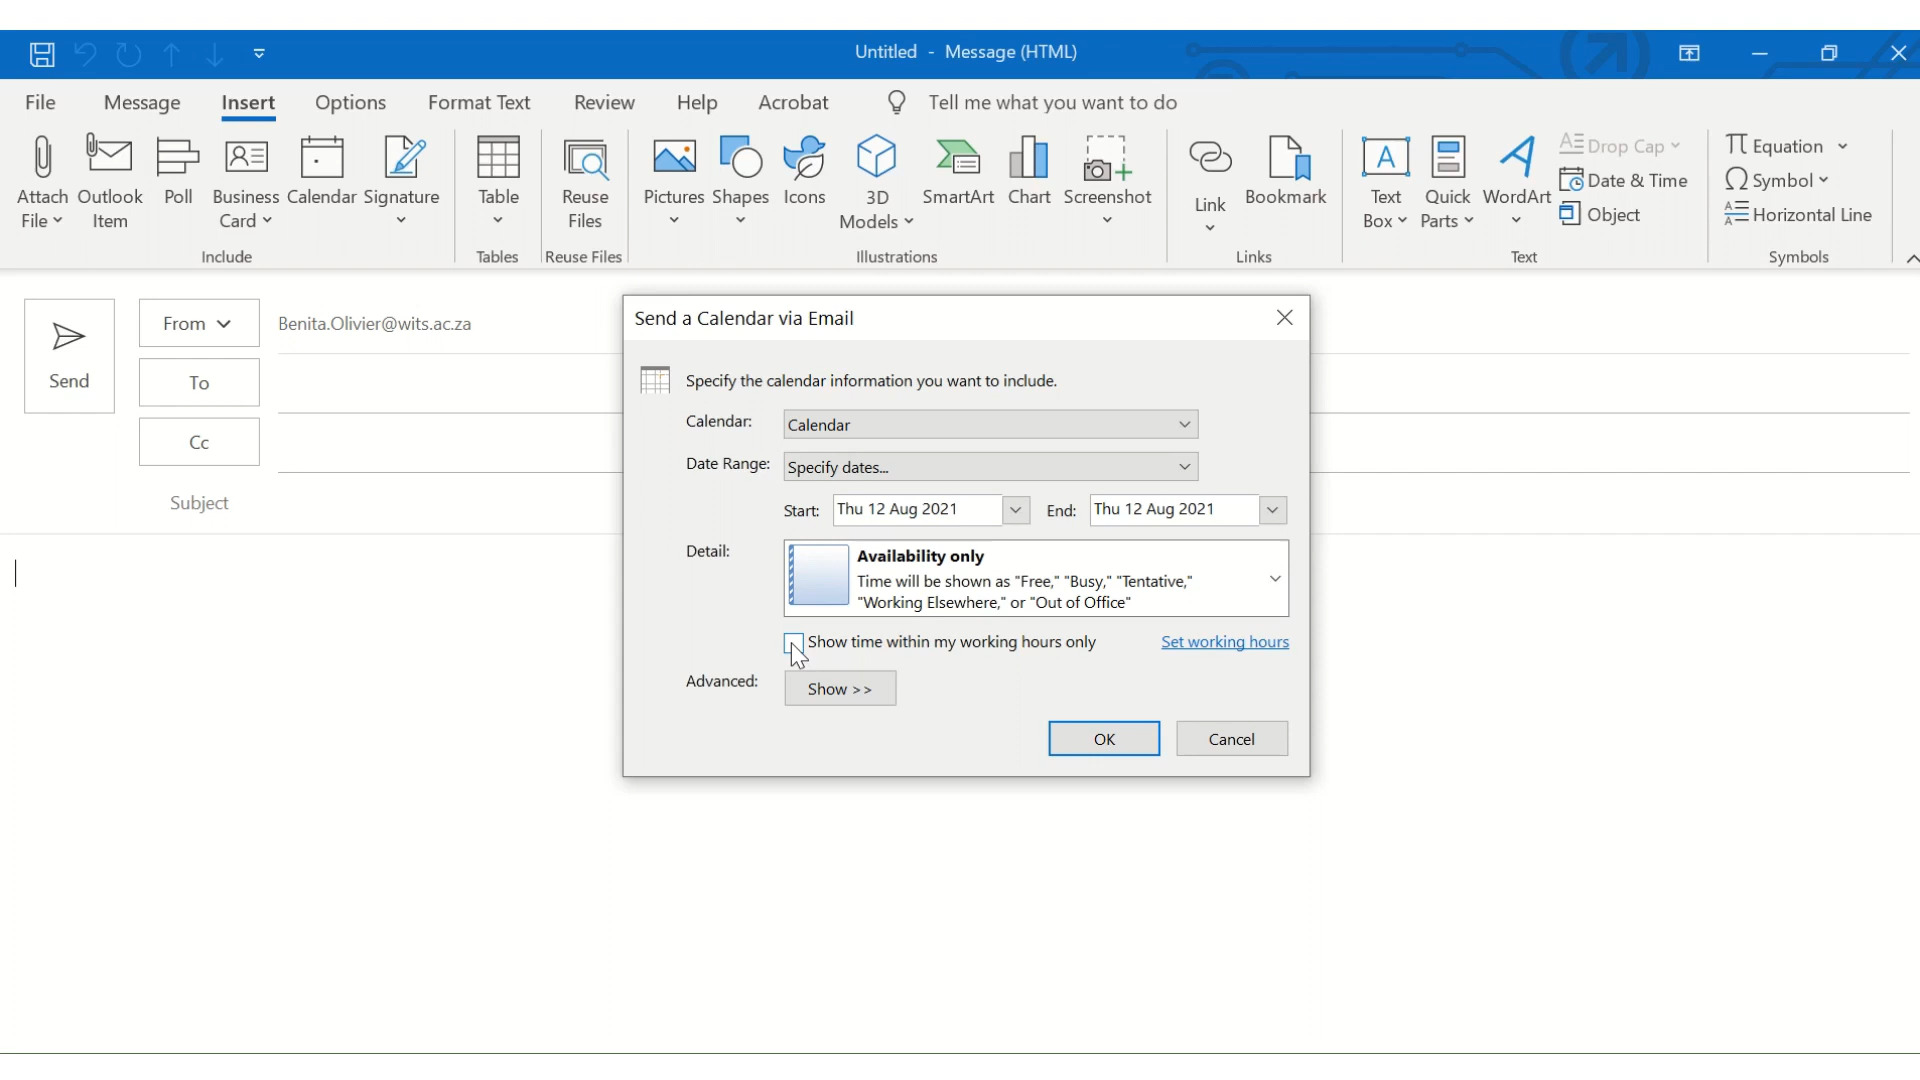 Untitled - Message (HTML)
File Message Insert Options Format Text Review Help Acrobat Tell me what you want to do
Attach File
Outlook Item
Poll
Business Card
Calendar
Signature
Table
Reuse Files
Pictures
Shapes
Icons
3D Models
SmartArt
Chart
Screenshot
Link
Bookmark
Text Box
Quick Parts
WordArt
Drop Cap
Date & Time
Object
Equation
Symbol
Horizontal Line
Include
Tables
Reuse Files
Illustrations
Links
Text
Symbols
Send
From
Benita.Olivier@wits.ac.za
To
Cc
Subject
Send a Calendar via Email
Specify the calendar information you want to include.
Calendar: Calendar
Date Range: Specify dates...
Start: Thu 12 Aug 2021 End: Thu 12 Aug 2021
Detail: Availability only
Time will be shown as "Free," "Busy," "Tentative,"
"Working Elsewhere," or "Out of Office"
Show time within my working hours only Set working hours
Advanced: Show >>
OK Cancel